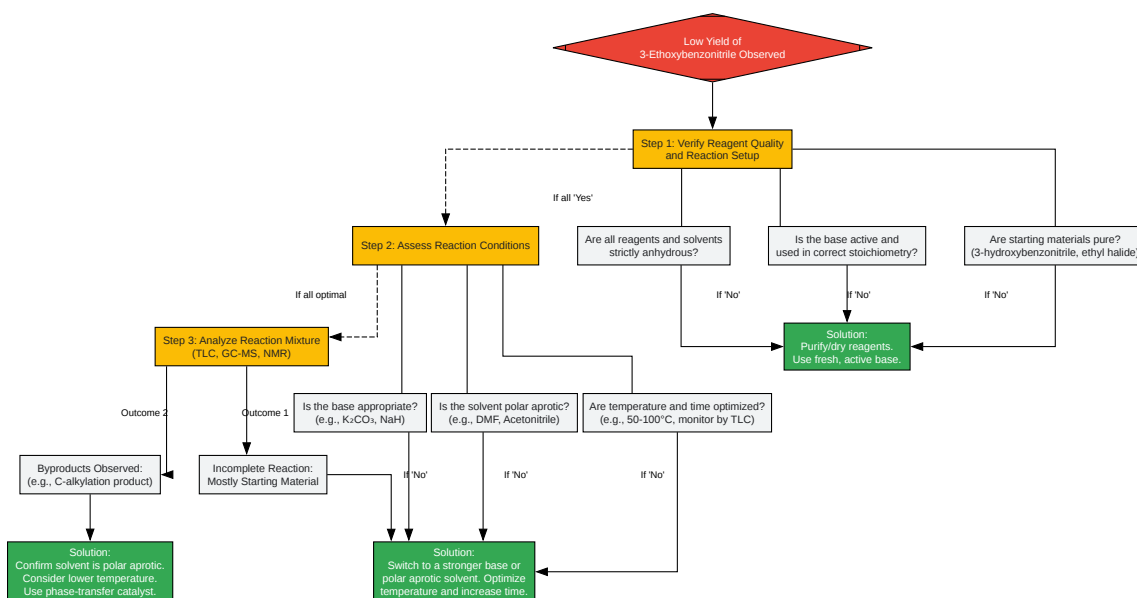 Low Yield of
3-Ethoxybenzonitrile Observed
Step 1: Verify Reagent Quality
and Reaction Setup
If all 'Yes'
Step 2: Assess Reaction Conditions
Are all reagents and solvents
strictly anhydrous?
Is the base active and
used in correct stoichiometry?
Are starting materials pure?
(3-hydroxybenzonitrile, ethyl halide)
If all optimal
If 'No'
If 'No'
If 'No'
Step 3: Analyze Reaction Mixture
(TLC, GC-MS, NMR)
Solution:
Purify/dry reagents.
Use fresh, active base.
Outcome 2
Outcome 1
Is the base appropriate?
(e.g., K₂CO₃, NaH)
Is the solvent polar aprotic?
(e.g., DMF, Acetonitrile)
Are temperature and time optimized?
(e.g., 50-100°C, monitor by TLC)
Byproducts Observed:
(e.g., C-alkylation product)
Incomplete Reaction:
Mostly Starting Material
If 'No'
If 'No'
If 'No'
Solution:
Confirm solvent is polar aprotic.
Consider lower temperature.
Use phase-transfer catalyst.
Solution:
Switch to a stronger base or
polar aprotic solvent. Optimize
temperature and increase time.